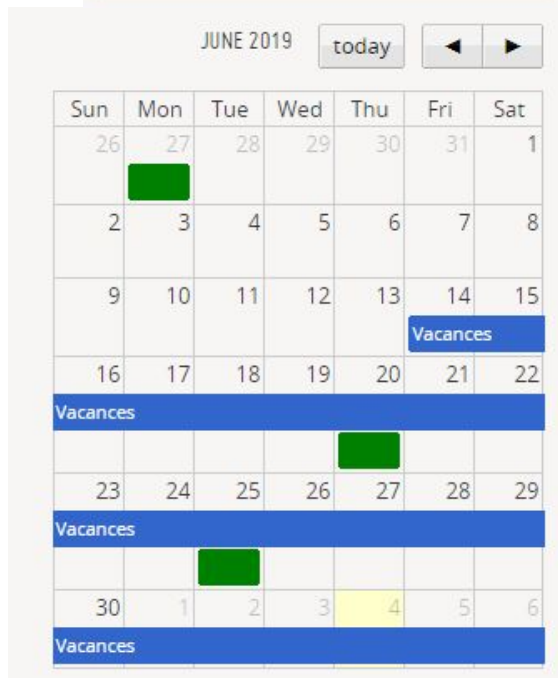 JUNE 2019 today ◄ ►
Sun Mon Tue Wed Thu Fri Sat
26 27 28 29 30 31 1
2 3 4 5 6 7 8
9 10 11 12 13 14 15
Vacances
16 17 18 19 20 21 22
Vacances
23 24 25 26 27 28 29
Vacances
30 1 2 3 4 5 6
Vacances